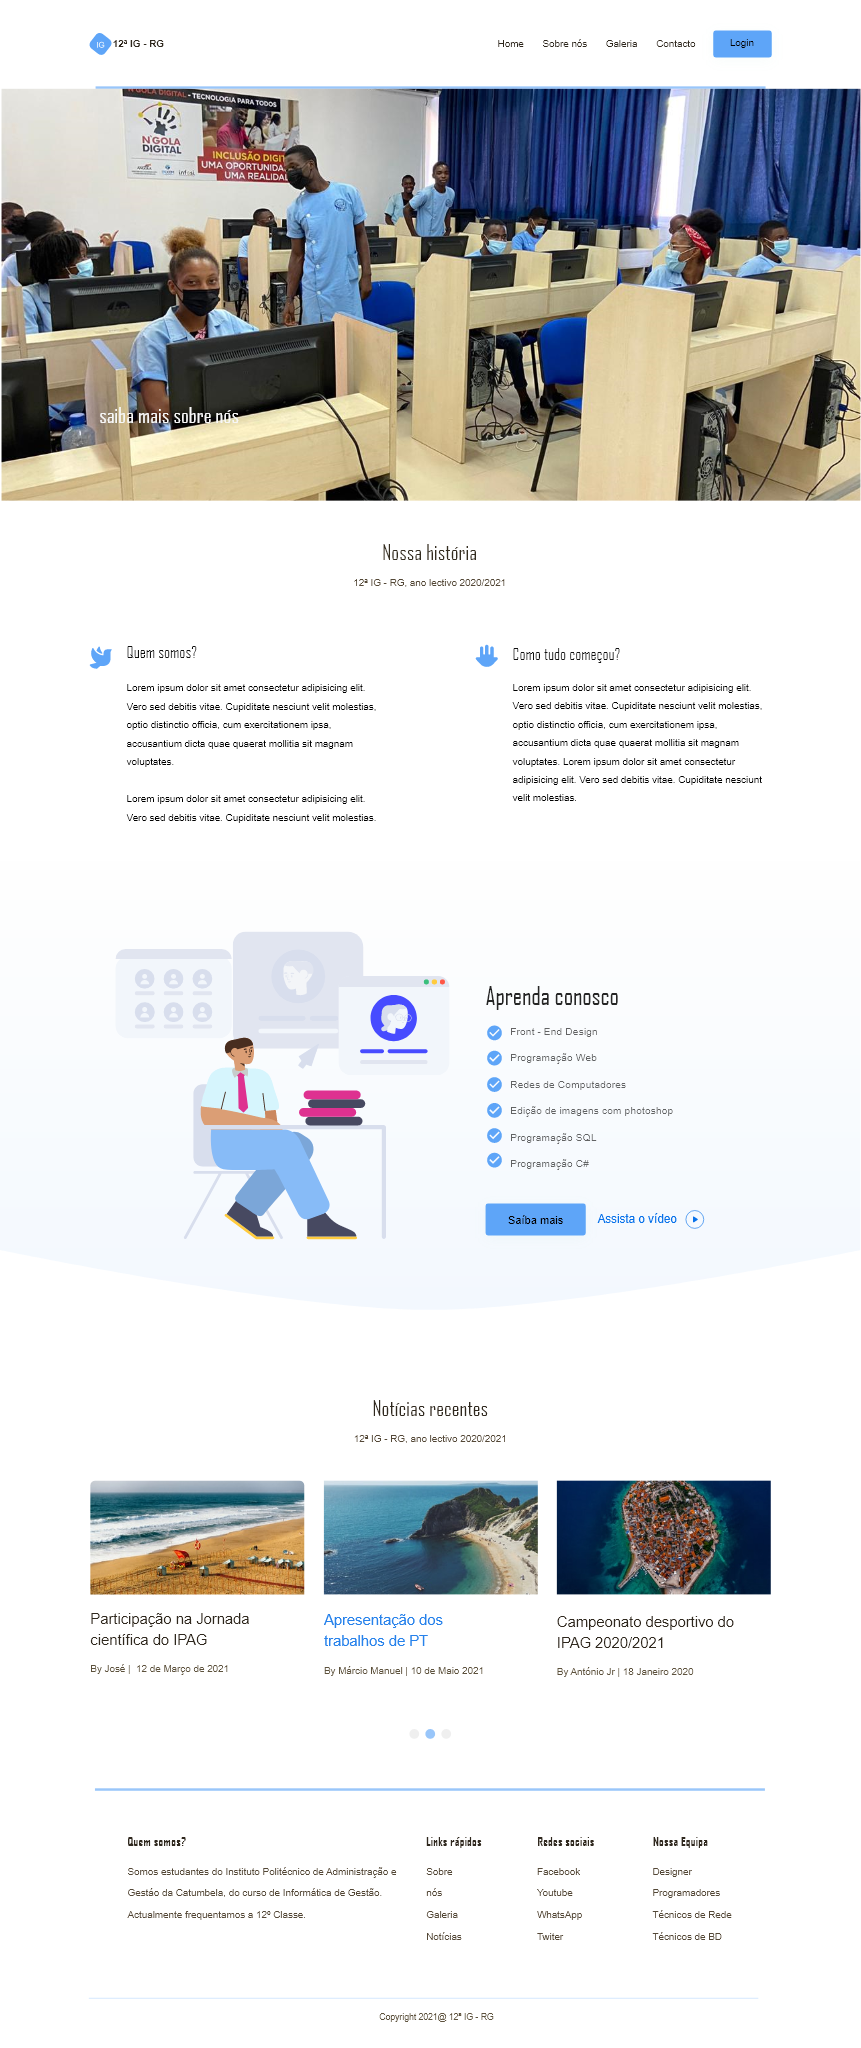 IG 12ª IG - RG
Home Sobre nós Galeria Contacto Login
N'GOLA DIGITAL - TECNOLOGIA PARA TODOS
N'GOLA
DIGITAL
INCLUSÃO DIGIT
UMA OPORTUNIDA
UMA REALIDAD
saiba mais sobre nós
Nossa história
12ª IG - RG, ano lectivo 2020/2021
Quem somos?
Lorem ipsum dolor sit amet consectetur adipisicing elit.
Vero sed debitis vitae. Cupiditate nesciunt velit molestias,
optio distinctio officia, cum exercitationem ipsa,
accusantium dicta quae quaerat mollitia sit magnam
voluptates.
Lorem ipsum dolor sit amet consectetur adipisicing elit.
Vero sed debitis vitae. Cupiditate nesciunt velit molestias.
Como tudo começou?
Lorem ipsum dolor sit amet consectetur adipisicing elit.
Vero sed debitis vitae. Cupiditate nesciunt velit molestias,
optio distinctio officia, cum exercitationem ipsa,
accusantium dicta quae quaerat mollitia sit magnam
voluptates. Lorem ipsum dolor sit amet consectetur
adipisicing elit. Vero sed debitis vitae. Cupiditate nesciunt
velit molestias.
Aprenda conosco
Front - End Design
Programação Web
Redes de Computadores
Edição de imagens com photoshop
Programação SQL
Programação C#
Saíba mais
Assista o vídeo
Notícias recentes
12ª IG - RG, ano lectivo 2020/2021
Participação na Jornada
científica do IPAG
By José | 12 de Março de 2021
Apresentação dos
trabalhos de PT
By Márcio Manuel | 10 de Maio 2021
Campeonato desportivo do
IPAG 2020/2021
By António Jr | 18 Janeiro 2020
Quem somos?
Somos estudantes do Instituto Politécnico de Administração e
Gestáo da Catumbela, do curso de Informática de Gestão.
Actualmente frequentamos a 12º Classe.
Links rápidos
Sobre
nós
Galeria
Notícias
Redes sociais
Facebook
Youtube
WhatsApp
Twiter
Nossa Equipa
Designer
Programadores
Técnicos de Rede
Técnicos de BD
Copyright 2021@ 12ª IG - RG